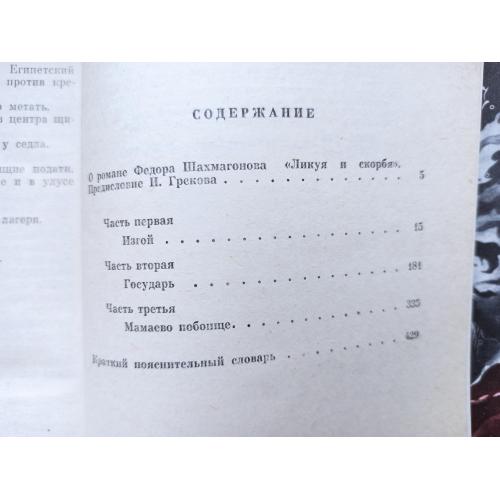 Египетский
против кре-
метать.
центра щи-
у седла.
подати.
е и в улусе
лагеря.
СОДЕРЖАНИЕ
О романе Федора Шахмагонова «Ликуя и скорбя».
Предисловие И. Грекова . . . . . . . . . . . . 5
Часть первая
Изгой . . . . . . . . . . . . . . 15
Часть вторая
Государь . . . . . . . . . . . . . 181
Часть третья
Мамаево побоище. . . . . . . . . . 335
Краткий пояснительный словарь . . . . . . . . 429